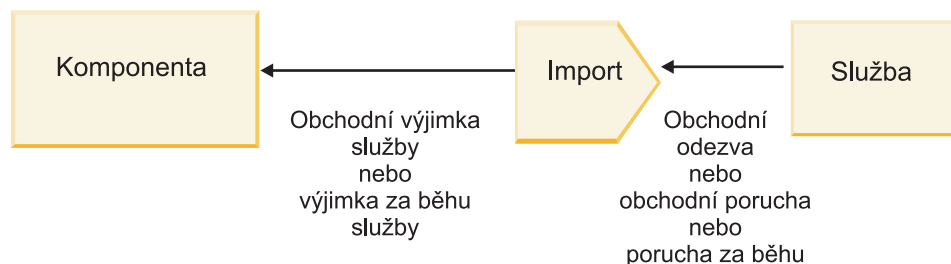 Komponenta
Import
Služba
Obchodní výjimka
služby
nebo
výjimka za běhu
služby
Obchodní
odezva
nebo
obchodní porucha
nebo
porucha za běhu